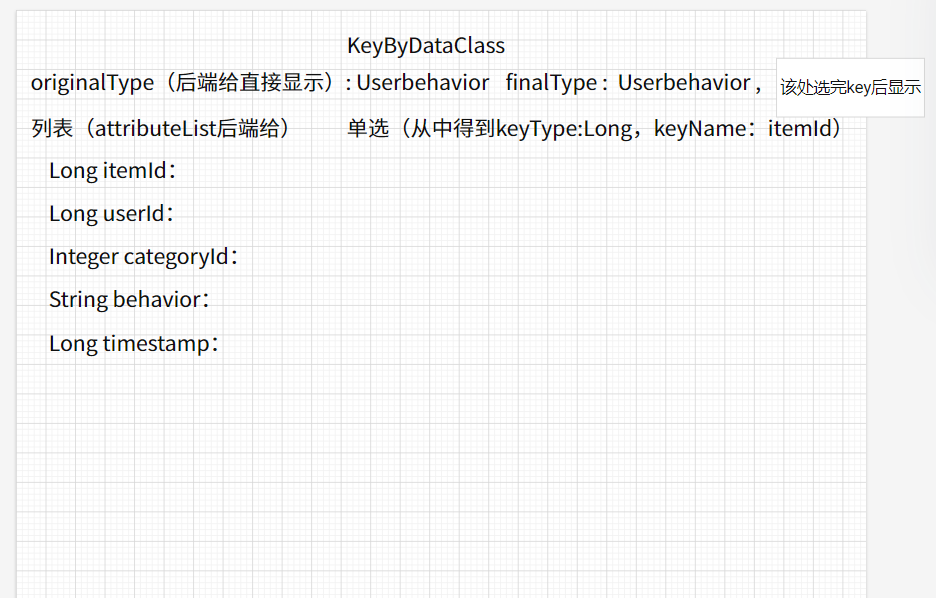 KeyByDataClass
originalType（后端给直接显示）: Userbehavior finalType : Userbehavior , 该处选完key后显示
列表（attributeList后端给） 单选（从中得到keyType:Long，keyName：itemId）
Long itemId：
Long userId：
Integer categoryId：
String behavior：
Long timestamp：